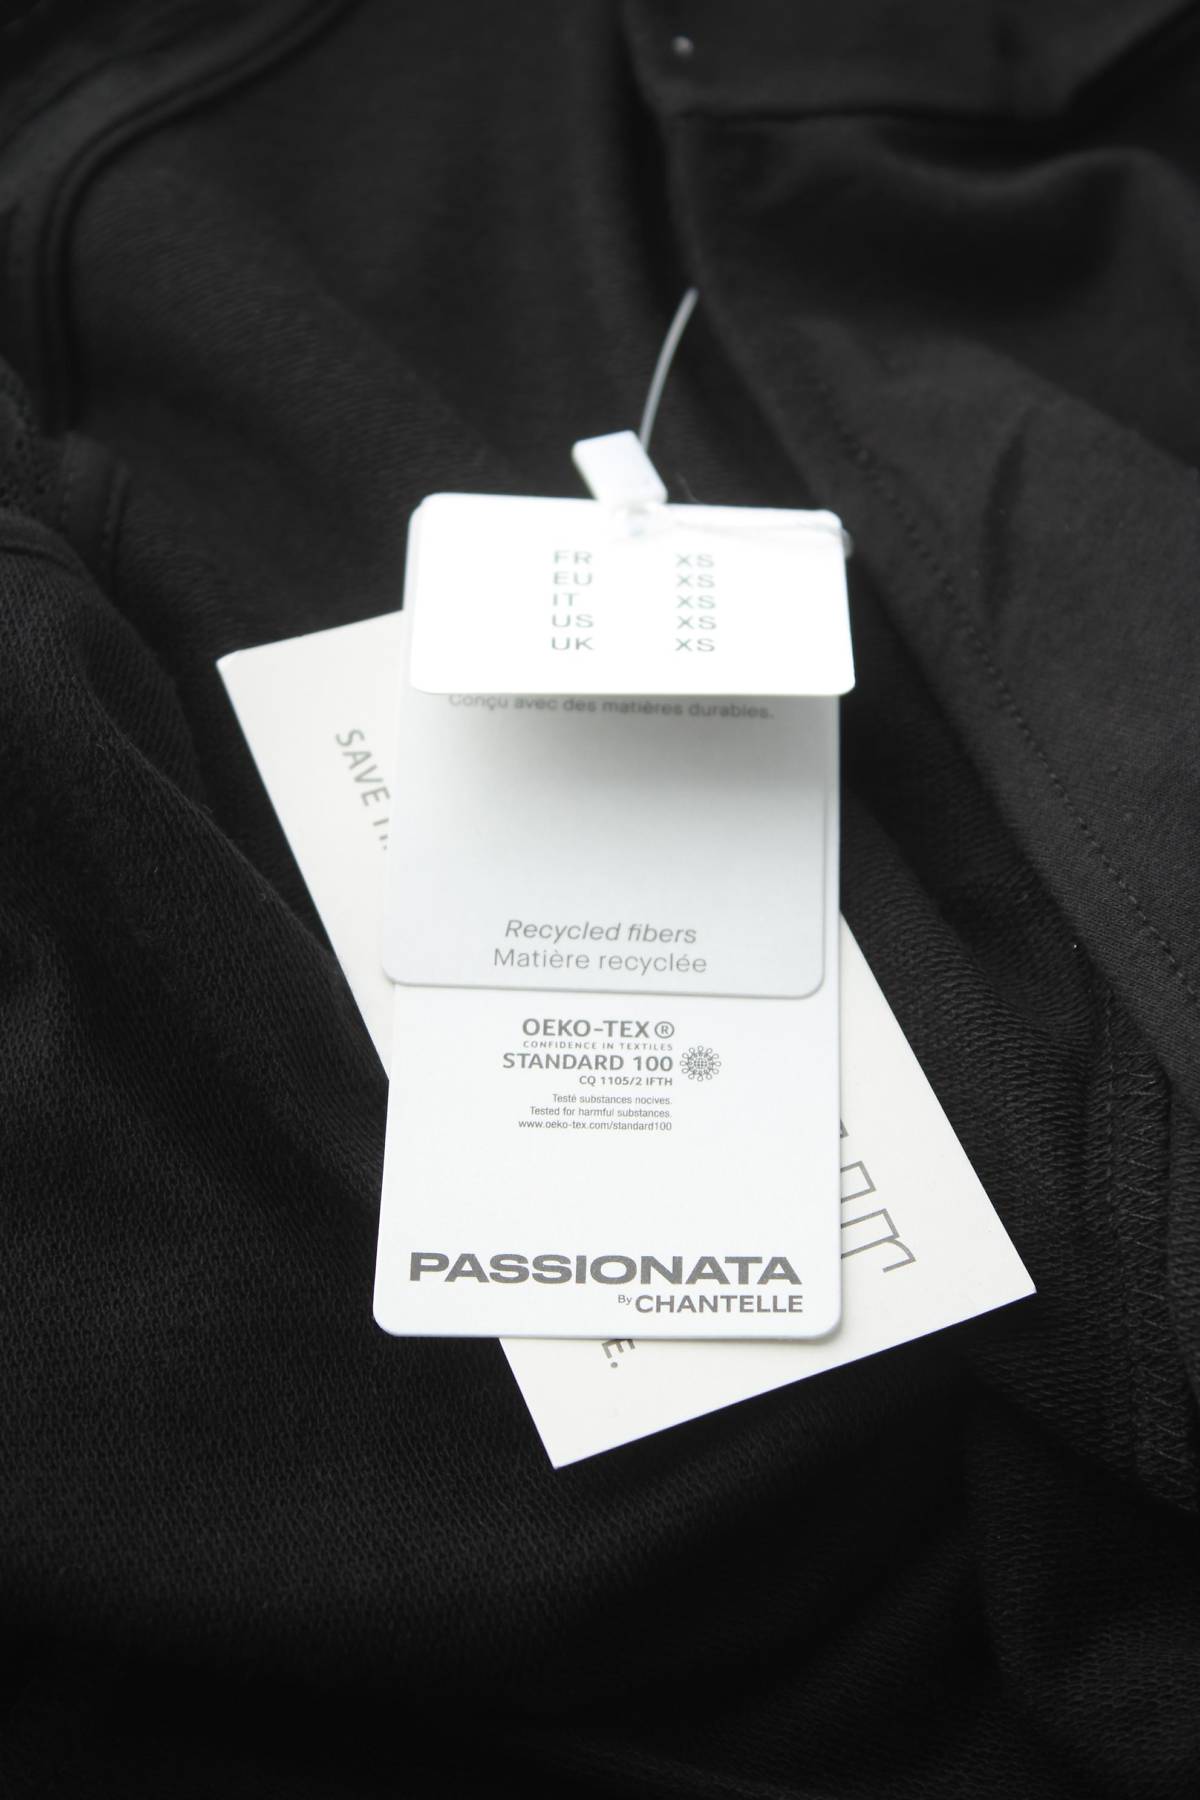 FR XS
EU XS
IT XS
US XS
UK XS
Conçu avec des matières durables.
SAVE
Recycled fibers
Matière recyclée
OEKO-TEX®
CONFIDENCE IN TEXTILES
STANDARD 100
CQ 1105/2 IFTH
Testé substances nocives.
Tested for harmful substances.
www.oeko-tex.com/standard100
PASSIONATA
By CHANTELLE